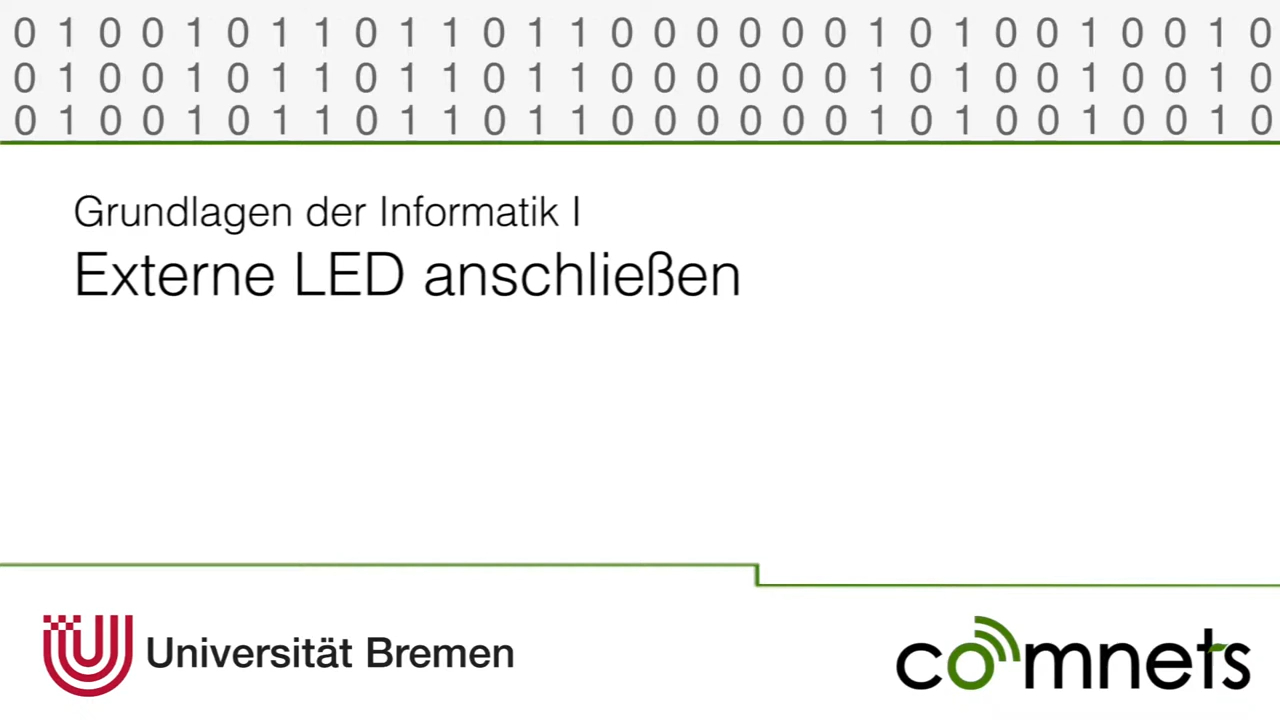 0 1 0 0 1 0 1 1 0 1 1 0 1 1 0 0 0 0 0 0 1 0 1 0 0 1 0 0 1 0
0 1 0 0 1 0 1 1 0 1 1 0 1 1 0 0 0 0 0 0 1 0 1 0 0 1 0 0 1 0
0 1 0 0 1 0 1 1 0 1 1 0 1 1 0 0 0 0 0 0 1 0 1 0 0 1 0 0 1 0
Grundlagen der Informatik I
Externe LED anschließen
Universität Bremen
comnets